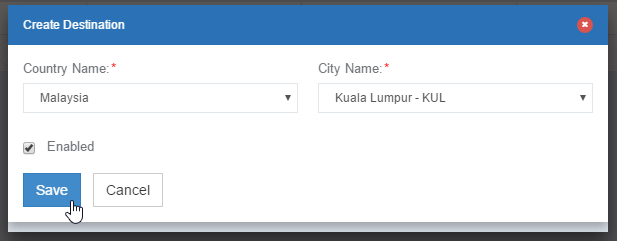 Create Destination
Country Name:* City Name:*
Malaysia Kuala Lumpur - KUL
Enabled
Save Cancel